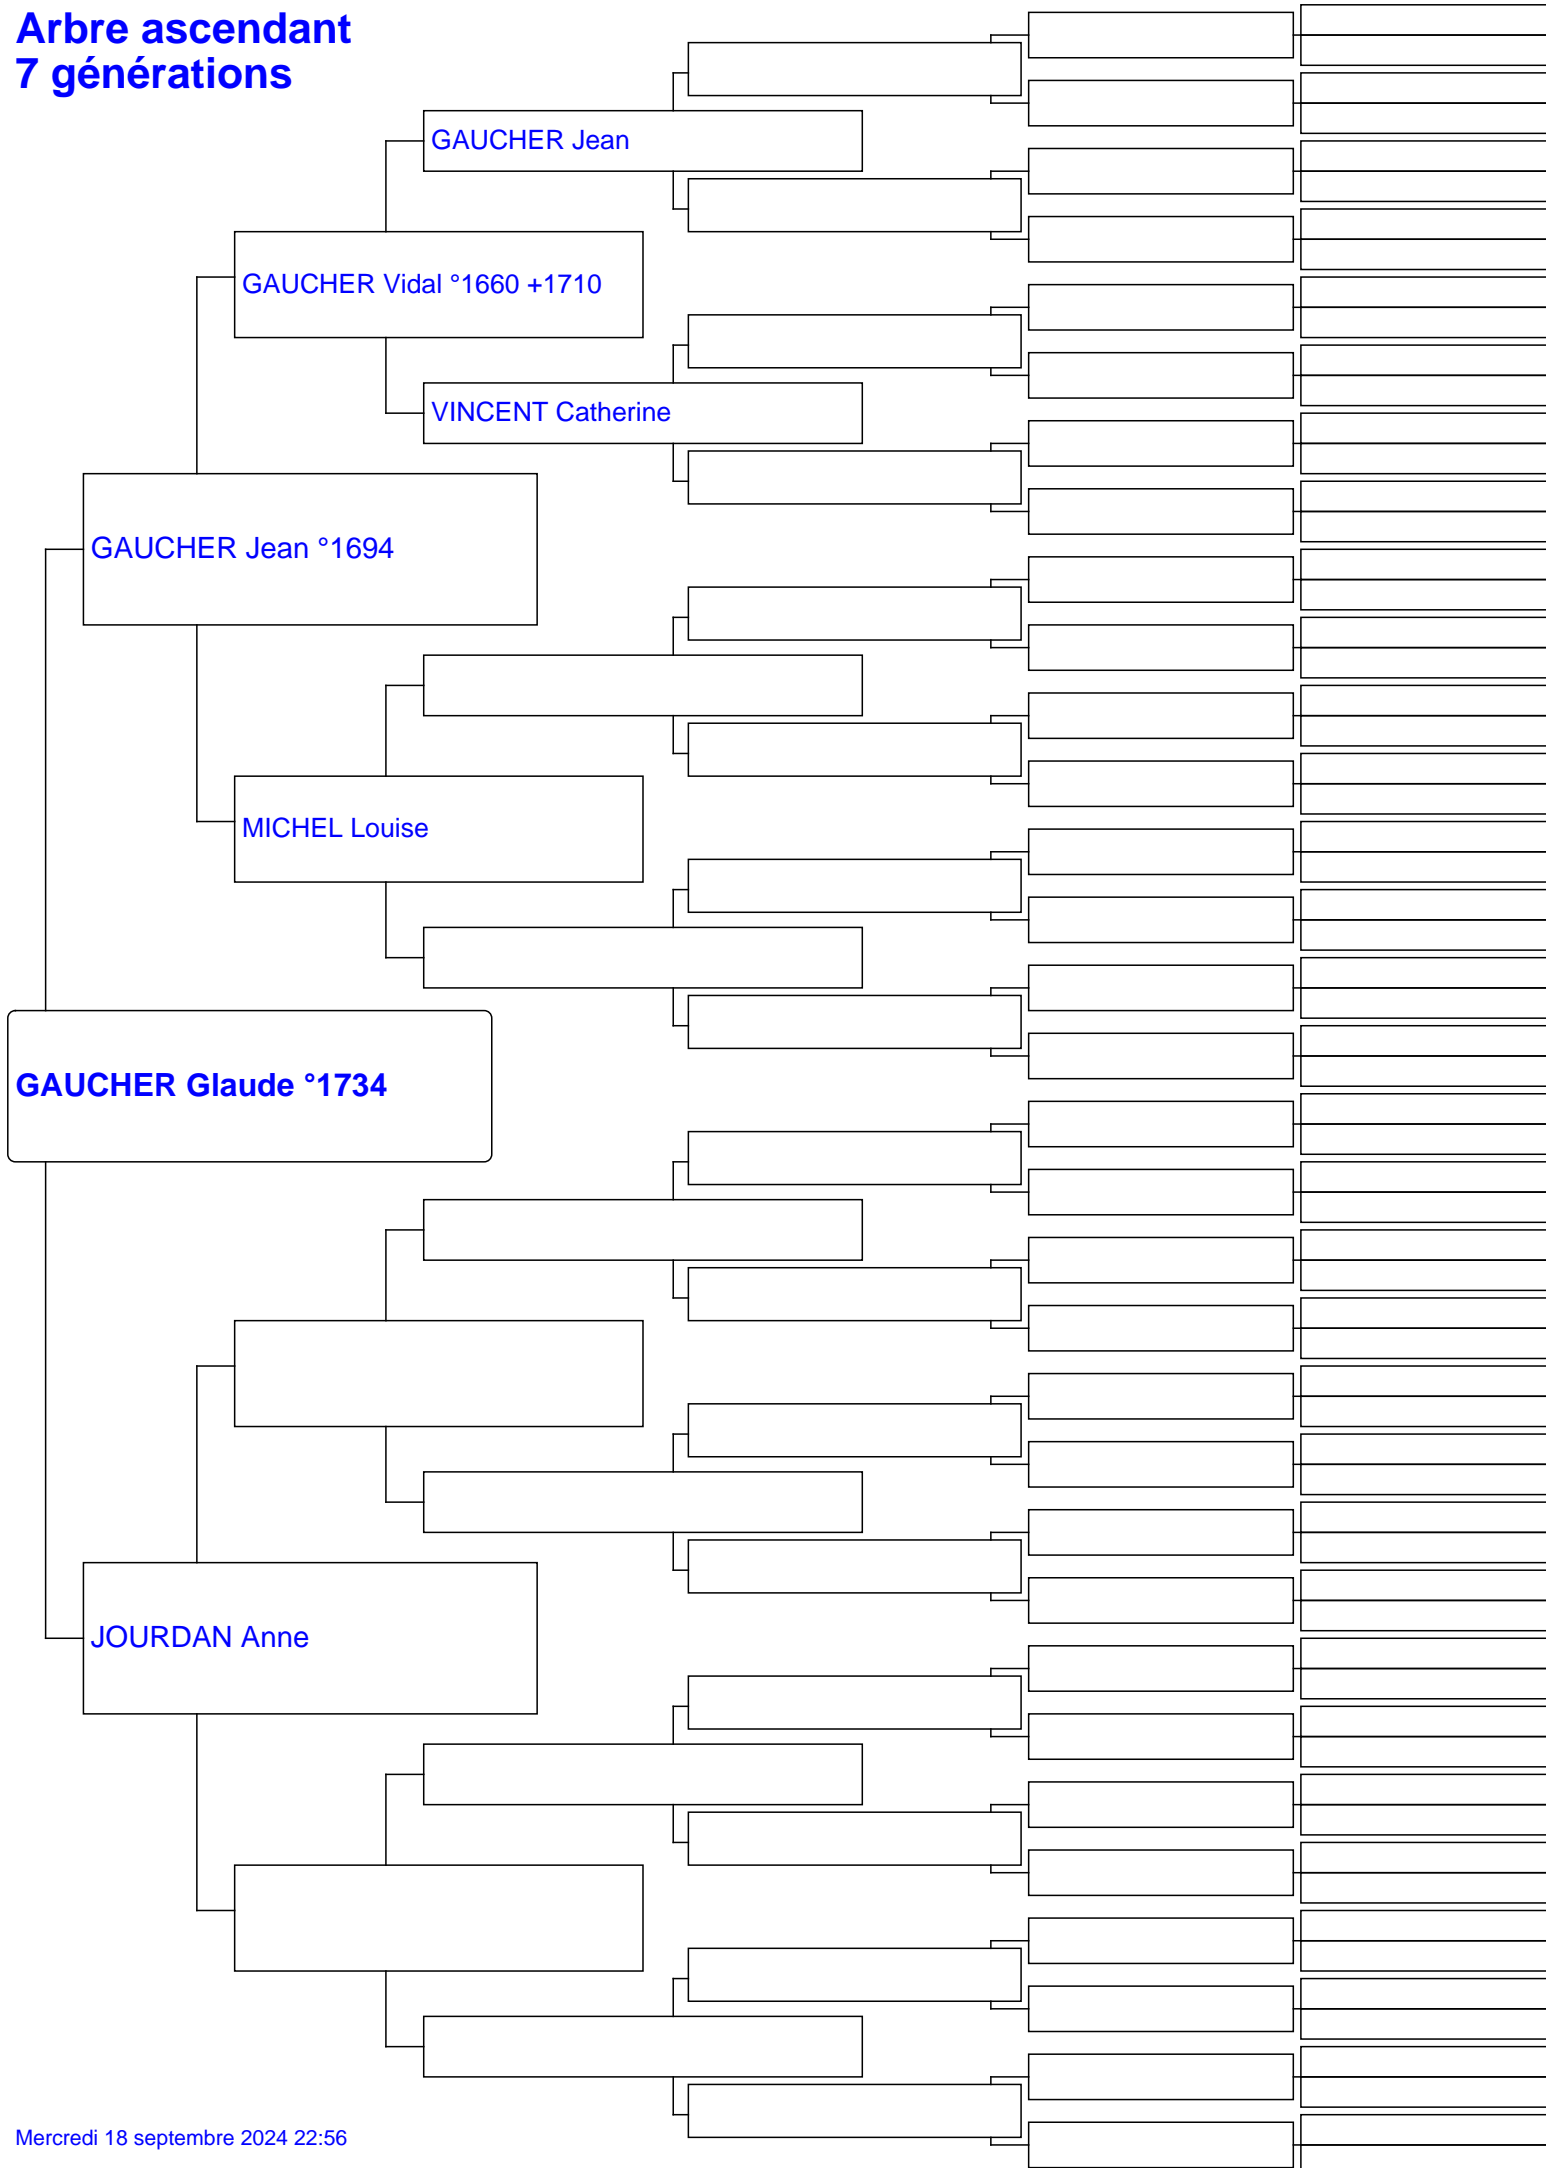 Arbre ascendant
7 générations
GAUCHER Jean
GAUCHER Vidal °1660 +1710
VINCENT Catherine
GAUCHER Jean °1694
MICHEL Louise
GAUCHER Glaude °1734
JOURDAN Anne
Mercredi 18 septembre 2024 22:56